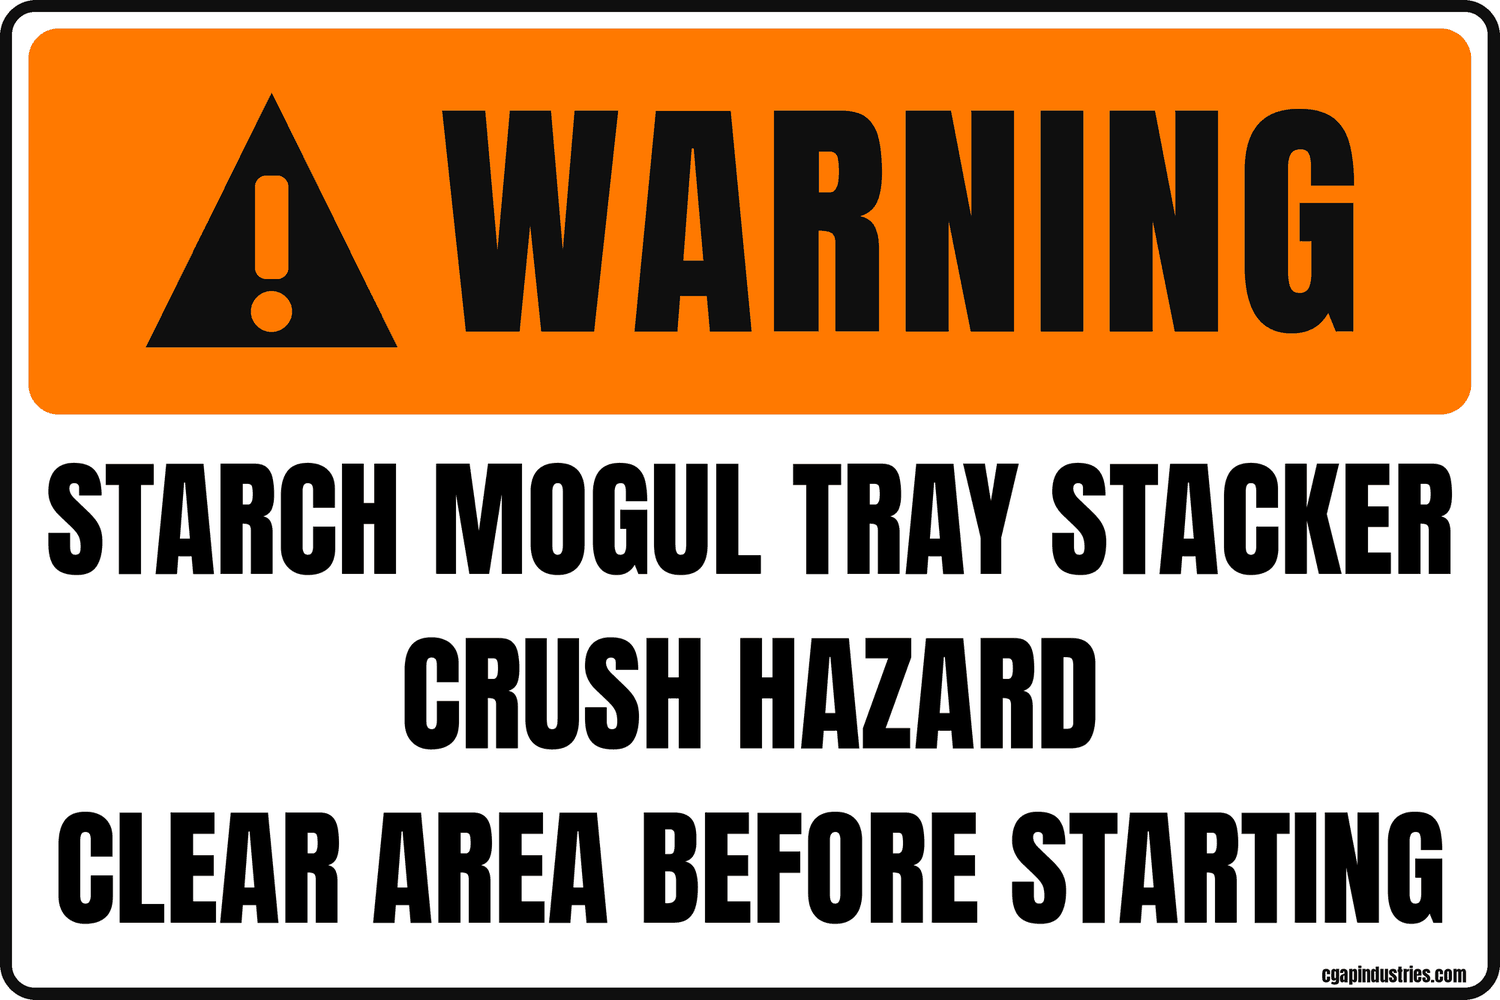 WARNING
STARCH MOGUL TRAY STACKER
CRUSH HAZARD
CLEAR AREA BEFORE STARTING
cgapindustries.com